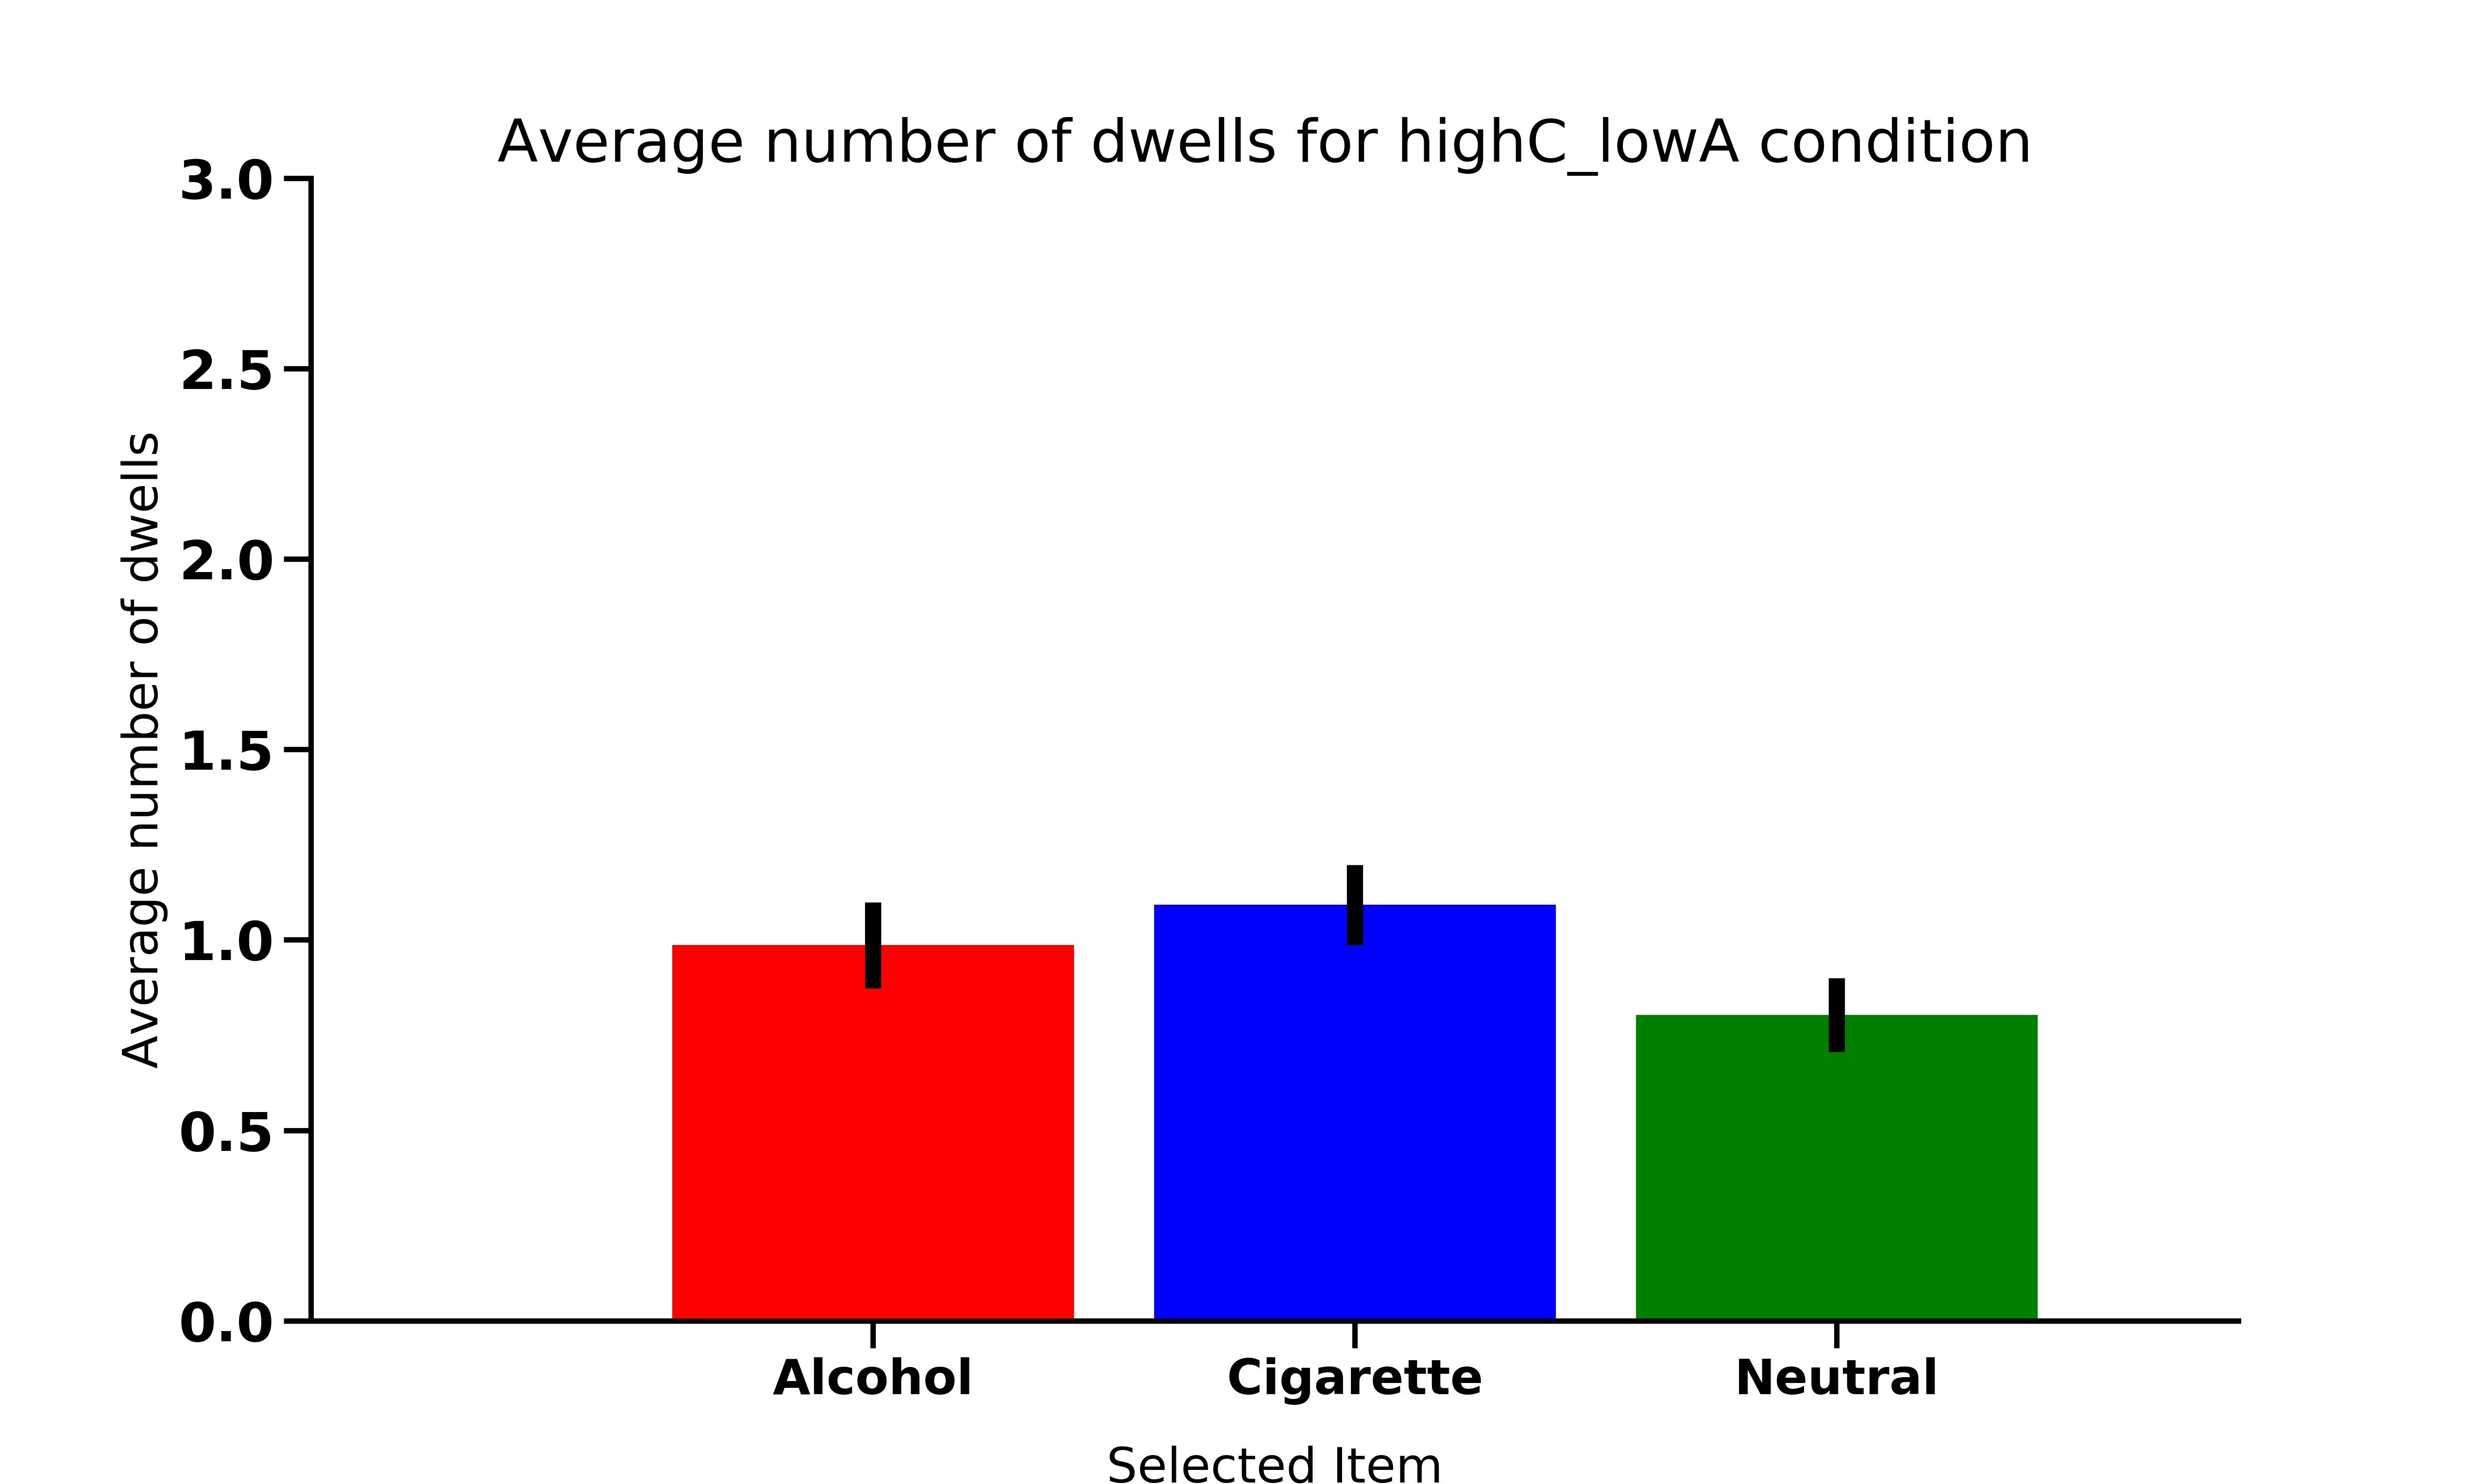 Average number of dwells for highC_lowA condition
Average number of dwells
3.0
2.5
2.0
1.5
1.0
0.5
0.0
Alcohol Cigarette Neutral
Selected Item